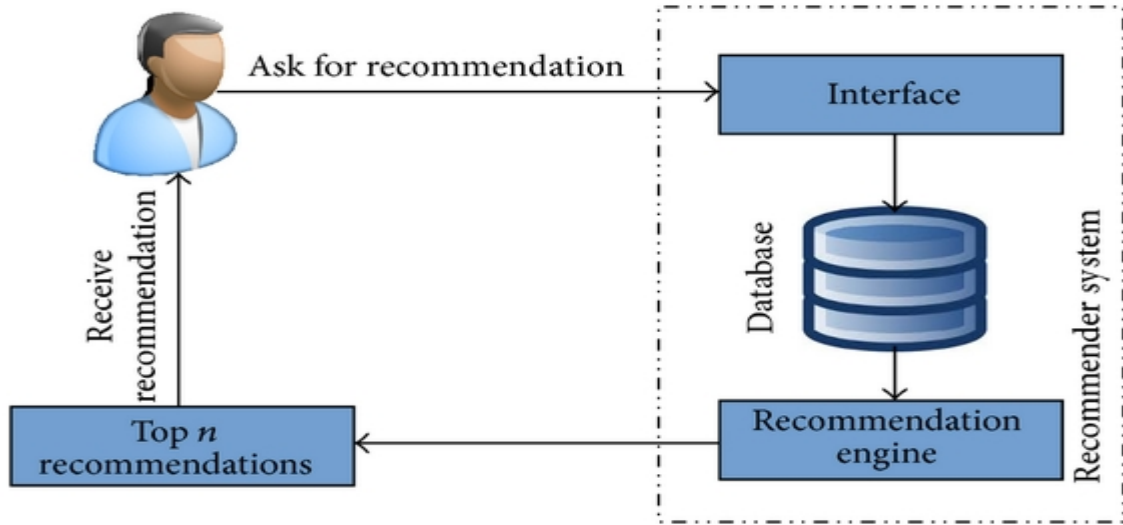 Ask for recommendation
Interface
Database
Recommender system
Receive
recommendation
Top n
recommendations
Recommendation
engine